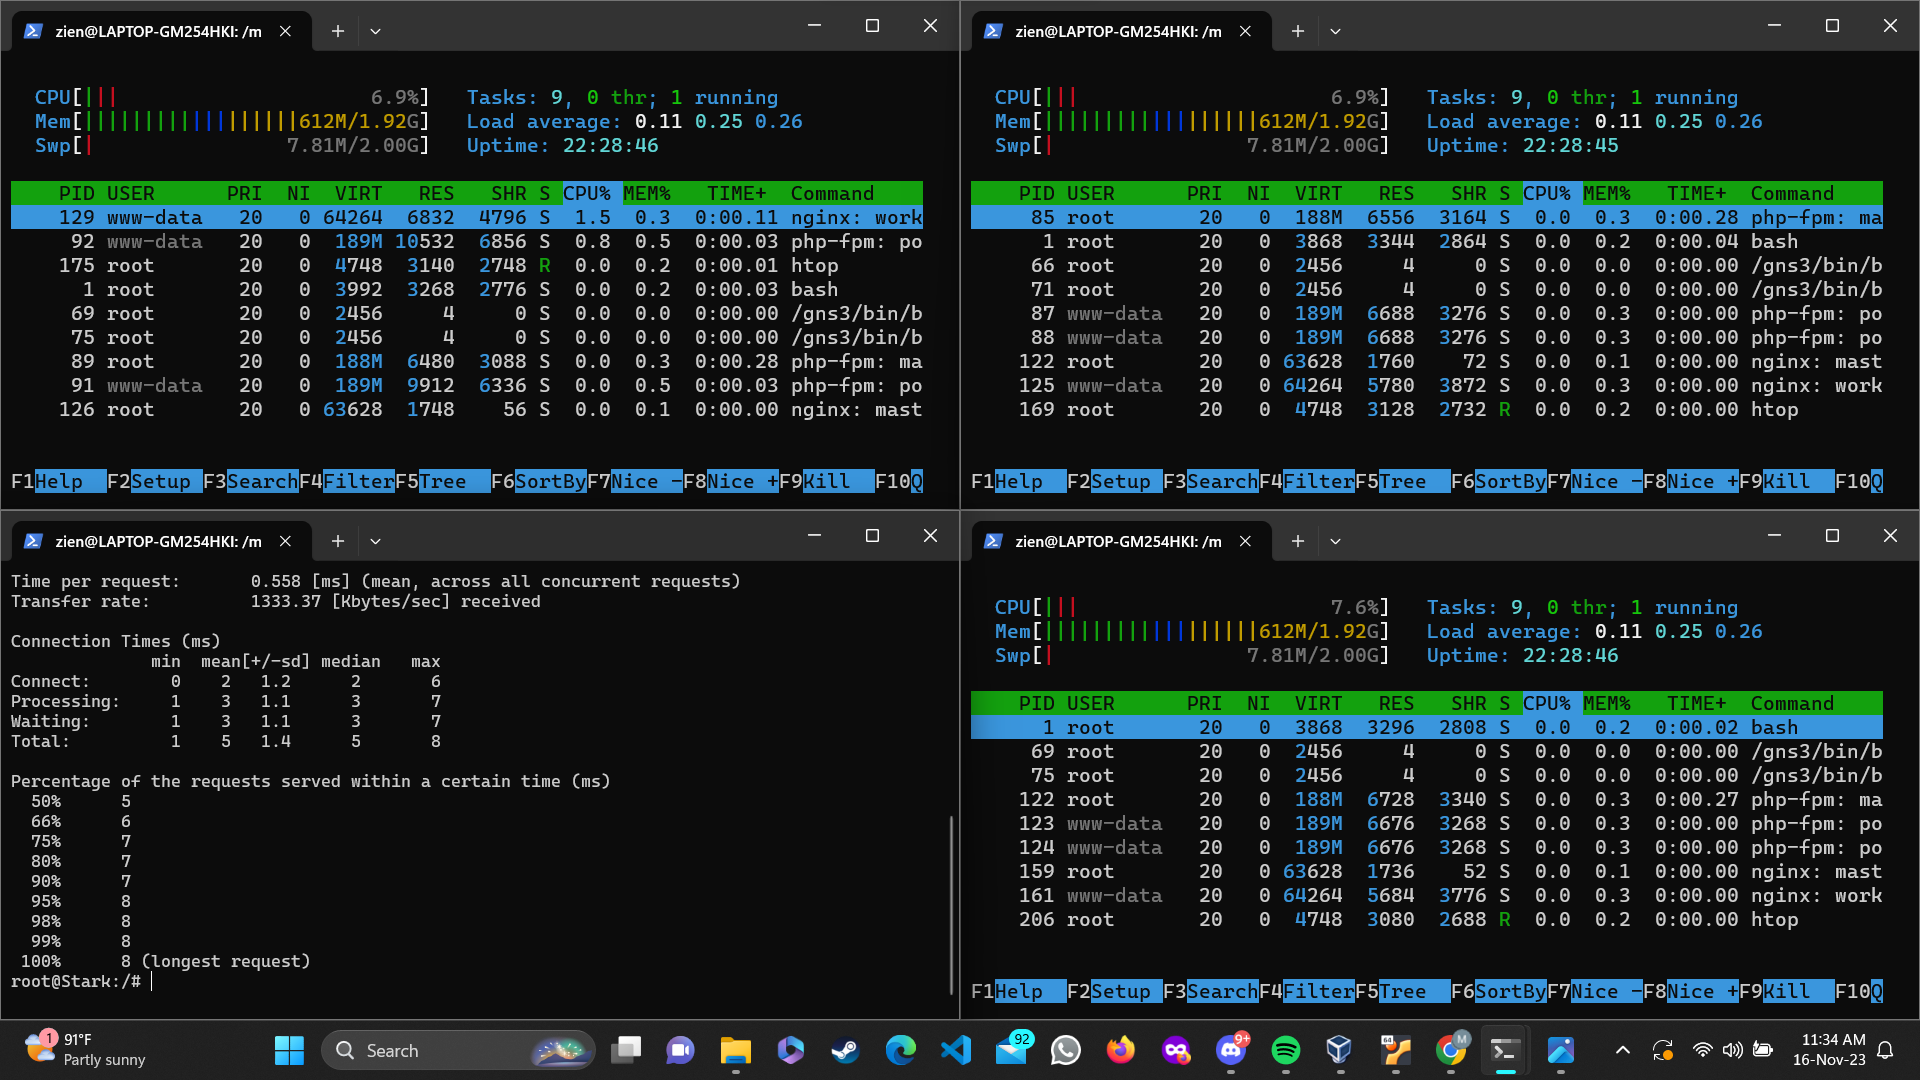 zien@LAPTOP-GM254HKI: /m
CPU[||| 6.9%] Tasks: 9, 0 thr; 1 running
Mem[||||||||||||||||||612M/1.92G] Load average: 0.11 0.25 0.26
Swp[| 7.81M/2.00G] Uptime: 22:28:46
PID USER PRI NI VIRT RES SHR S CPU% MEM% TIME+ Command
129 www-data 20 0 64264 6832 4796 S 1.5 0.3 0:00.11 nginx: work
92 www-data 20 0 189M 10532 6856 S 0.8 0.5 0:00.03 php-fpm: po
175 root 20 0 4748 3140 2748 R 0.0 0.2 0:00.01 htop
1 root 20 0 3992 3268 2776 S 0.0 0.2 0:00.03 bash
69 root 20 0 2456 4 0 S 0.0 0.0 0:00.00 /gns3/bin/b
75 root 20 0 2456 4 0 S 0.0 0.0 0:00.00 /gns3/bin/b
89 root 20 0 188M 6480 3088 S 0.0 0.3 0:00.28 php-fpm: ma
91 www-data 20 0 189M 9912 6336 S 0.0 0.5 0:00.03 php-fpm: po
126 root 20 0 63628 1748 56 S 0.0 0.1 0:00.00 nginx: mast
F1Help F2Setup F3SearchF4FilterF5Tree F6SortByF7Nice -F8Nice +F9Kill F10Q
zien@LAPTOP-GM254HKI: /m
CPU[||| 6.9%] Tasks: 9, 0 thr; 1 running
Mem[||||||||||||||||||612M/1.92G] Load average: 0.11 0.25 0.26
Swp[| 7.81M/2.00G] Uptime: 22:28:45
PID USER PRI NI VIRT RES SHR S CPU% MEM% TIME+ Command
85 root 20 0 188M 6556 3164 S 0.0 0.3 0:00.28 php-fpm: ma
1 root 20 0 3868 3344 2864 S 0.0 0.2 0:00.04 bash
66 root 20 0 2456 4 0 S 0.0 0.0 0:00.00 /gns3/bin/b
71 root 20 0 2456 4 0 S 0.0 0.0 0:00.00 /gns3/bin/b
87 www-data 20 0 189M 6688 3276 S 0.0 0.3 0:00.00 php-fpm: po
88 www-data 20 0 189M 6688 3276 S 0.0 0.3 0:00.00 php-fpm: po
122 root 20 0 63628 1760 72 S 0.0 0.1 0:00.00 nginx: mast
125 www-data 20 0 64264 5780 3872 S 0.0 0.3 0:00.00 nginx: work
169 root 20 0 4748 3128 2732 R 0.0 0.2 0:00.00 htop
F1Help F2Setup F3SearchF4FilterF5Tree F6SortByF7Nice -F8Nice +F9Kill F10Q
zien@LAPTOP-GM254HKI: /m
Time per request: 0.558 [ms] (mean, across all concurrent requests)
Transfer rate: 1333.37 [Kbytes/sec] received
Connection Times (ms)
min mean[+/-sd] median max
Connect: 0 2 1.2 2 6
Processing: 1 3 1.1 3 7
Waiting: 1 3 1.1 3 7
Total: 1 5 1.4 5 8
Percentage of the requests served within a certain time (ms)
50% 5
66% 6
75% 7
80% 7
90% 7
95% 8
98% 8
99% 8
100% 8 (longest request)
root@Stark:/#
zien@LAPTOP-GM254HKI: /m
CPU[||| 7.6%] Tasks: 9, 0 thr; 1 running
Mem[||||||||||||||||||612M/1.92G] Load average: 0.11 0.25 0.26
Swp[| 7.81M/2.00G] Uptime: 22:28:46
PID USER PRI NI VIRT RES SHR S CPU% MEM% TIME+ Command
1 root 20 0 3868 3296 2808 S 0.0 0.2 0:00.02 bash
69 root 20 0 2456 4 0 S 0.0 0.0 0:00.00 /gns3/bin/b
75 root 20 0 2456 4 0 S 0.0 0.0 0:00.00 /gns3/bin/b
122 root 20 0 188M 6728 3340 S 0.0 0.3 0:00.27 php-fpm: ma
123 www-data 20 0 189M 6676 3268 S 0.0 0.3 0:00.00 php-fpm: po
124 www-data 20 0 189M 6676 3268 S 0.0 0.3 0:00.00 php-fpm: po
159 root 20 0 63628 1736 52 S 0.0 0.1 0:00.00 nginx: mast
161 www-data 20 0 64264 5684 3776 S 0.0 0.3 0:00.00 nginx: work
206 root 20 0 4748 3080 2688 R 0.0 0.2 0:00.00 htop
F1Help F2Setup F3SearchF4FilterF5Tree F6SortByF7Nice -F8Nice +F9Kill F10Q
1 91°F
Partly sunny
Search
92
9+
64
M
11:34 AM
16-Nov-23